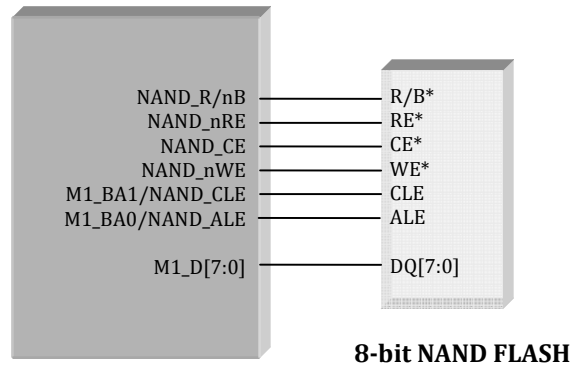 NAND_R/nB R/B*
NAND_nRE RE*
NAND_CE CE*
NAND_nWE WE*
M1_BA1/NAND_CLE CLE
M1_BA0/NAND_ALE ALE
M1_D[7:0] DQ[7:0]
8-bit NAND FLASH